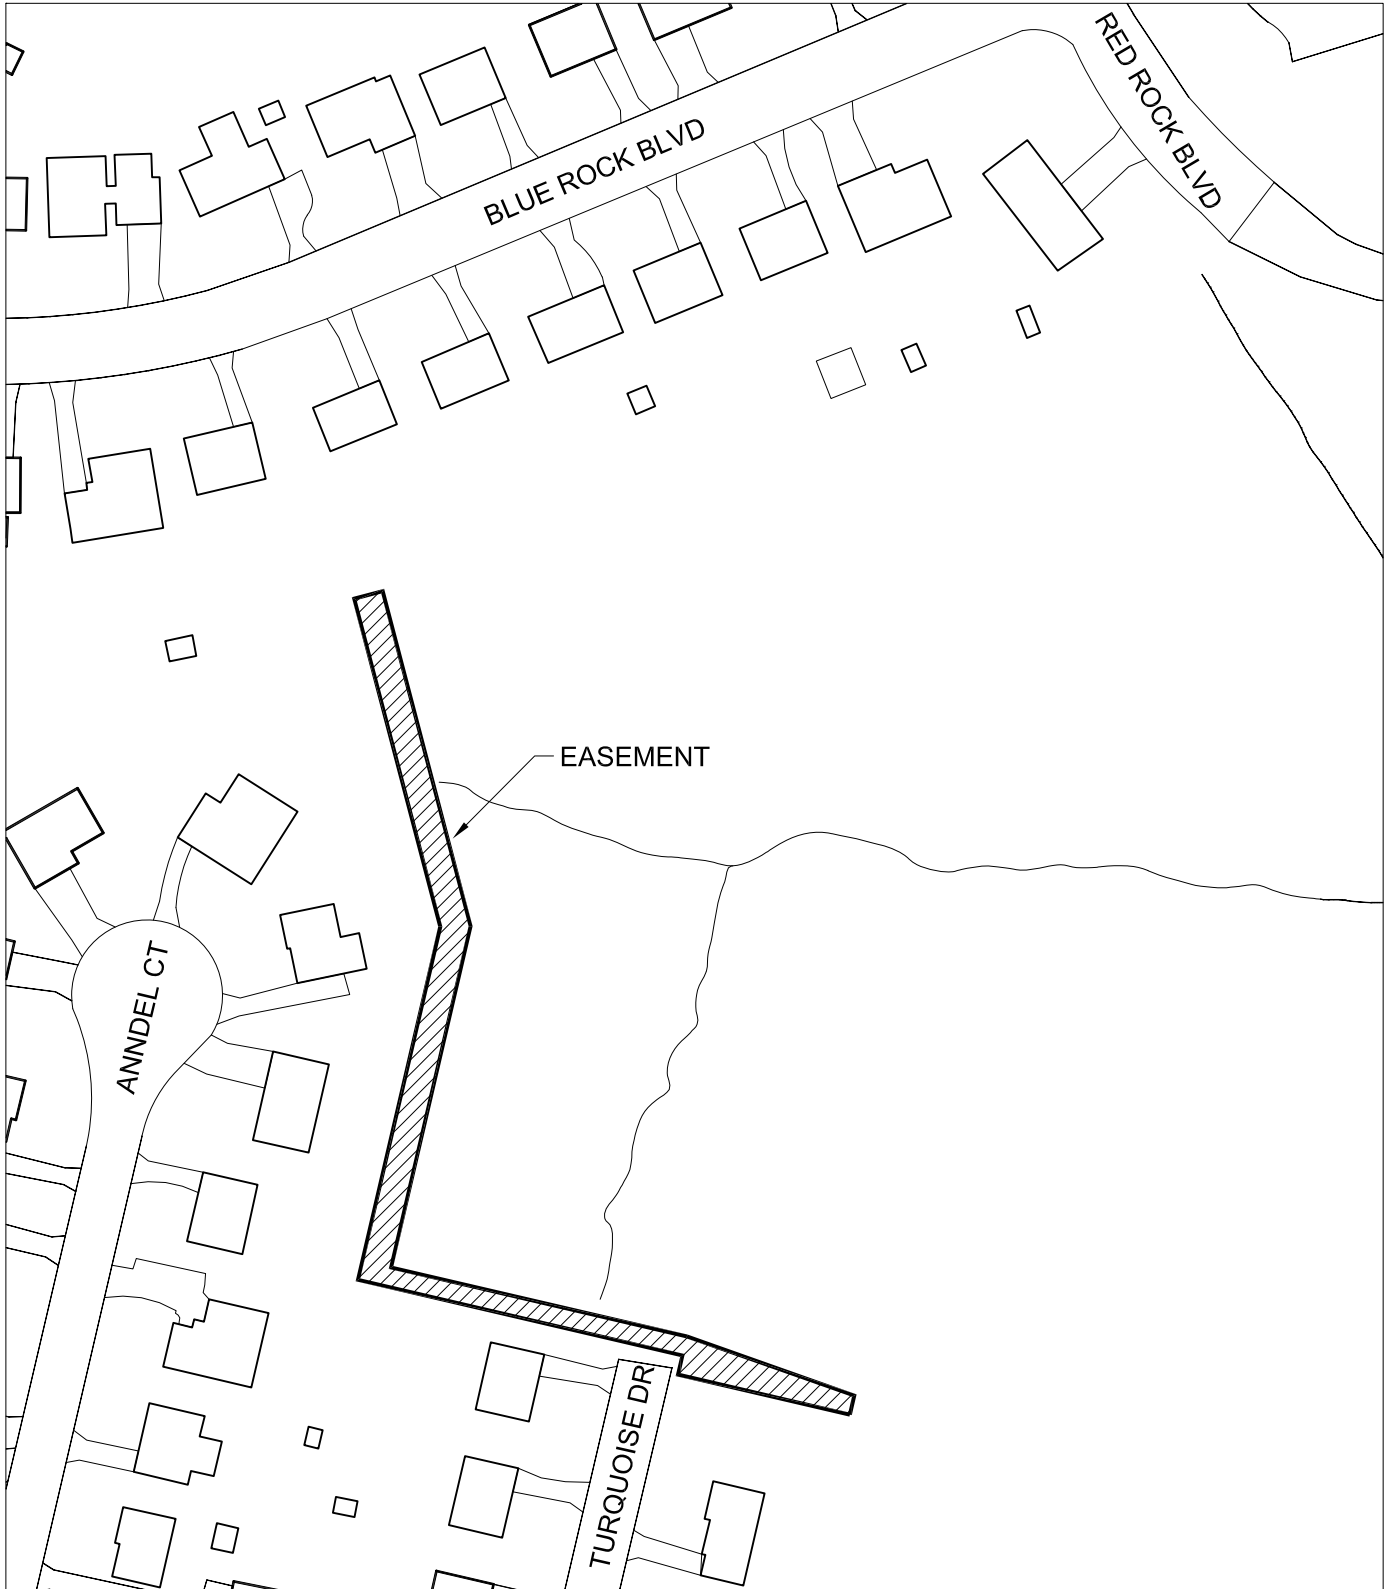 RED ROCK BLVD
BLUE ROCK BLVD
EASEMENT
ANNDEL CT
TURQUOISE DR